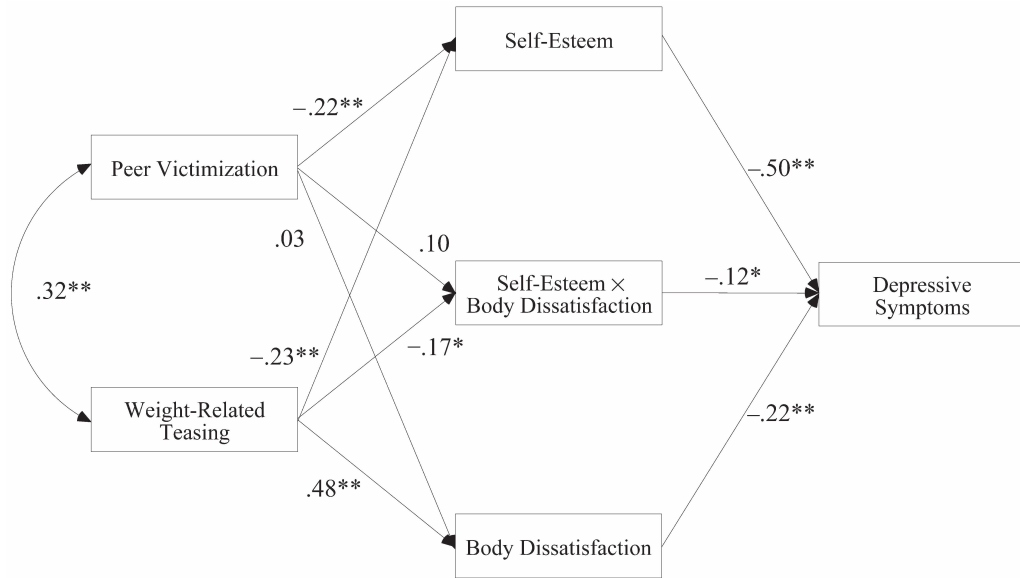 Self-Esteem
–.22**
Peer Victimization
–.50**
.03
.10
.32**
Self-Esteem ×
Body Dissatisfaction
–.12*
Depressive
Symptoms
–.23**
–.17*
Weight-Related
Teasing
–.22**
.48**
Body Dissatisfaction